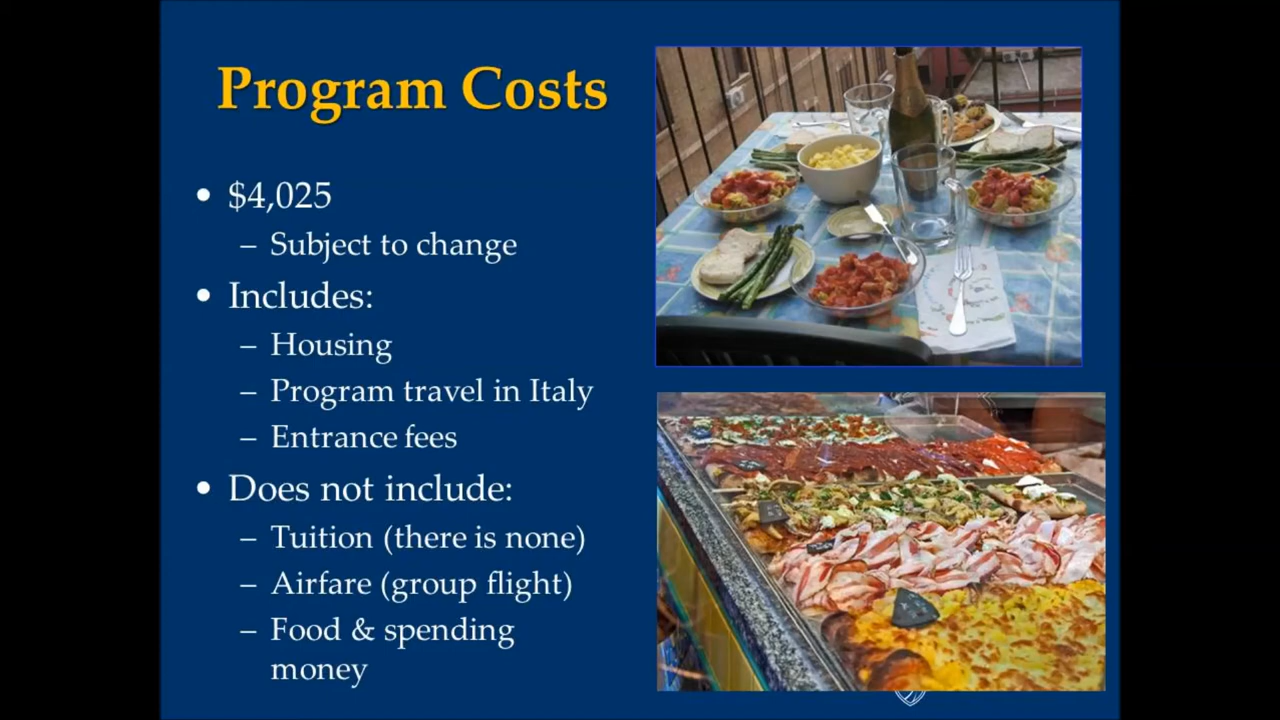 Program Costs
• $4,025
– Subject to change
• Includes:
– Housing
– Program travel in Italy
– Entrance fees
• Does not include:
– Tuition (there is none)
– Airfare (group flight)
– Food & spending
money